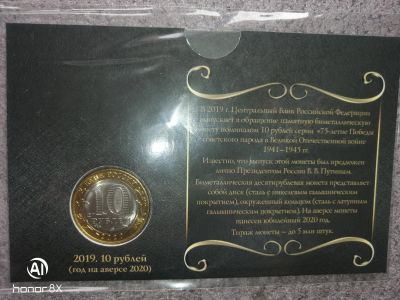 В 2019 г. Центральный Банк Российской Федерации
выпускает в обращение памятную биметаллическую
монету номиналом 10 рублей серии «75-летие Победы
советского народа в Великой Отечественной войне
1941–1945 гг.
Известно, что выпуск этой монеты был предложен
лично Президентом России В. В. Путиным.
Биметаллическая десятирублевая монета представляет
собой диск (сталь с никелевым гальваническим
покрытием), окруженный кольцом (сталь с латунным
гальваническим покрытием). На аверсе монеты
нанесен юбилейный 2020 год.
Тираж монеты – до 5 млн штук.
10
РУБЛЕЙ
2019. 10 рублей
(год на аверсе 2020)
AI
honor8X